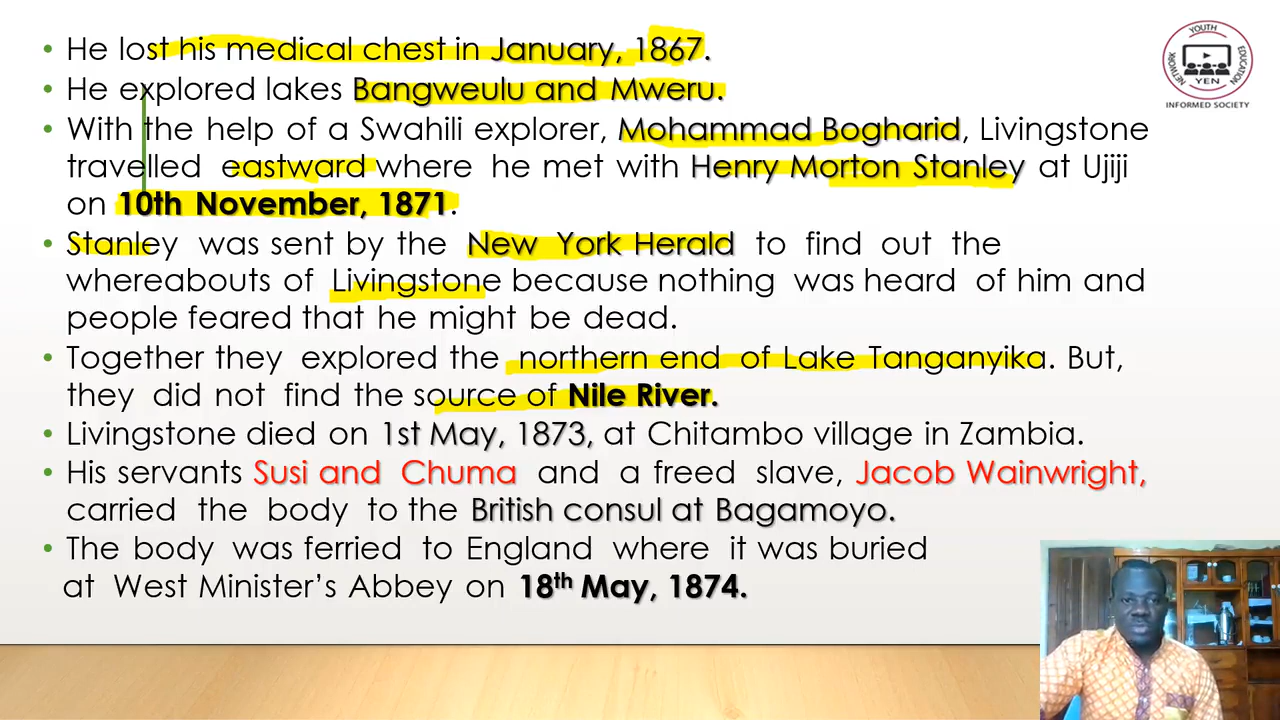 • He lost his medical chest in January, 1867.
• He explored lakes Bangweulu and Mweru.
• With the help of a Swahili explorer, Mohammad Bogharid, Livingstone
travelled eastward where he met with Henry Morton Stanley at Ujiji
on 10th November, 1871.
• Stanley was sent by the New York Herald to find out the
whereabouts of Livingstone because nothing was heard of him and
people feared that he might be dead.
• Together they explored the northern end of Lake Tanganyika. But,
they did not find the source of Nile River.
• Livingstone died on 1st May, 1873, at Chitambo village in Zambia.
• His servants Susi and Chuma and a freed slave, Jacob Wainwright,
carried the body to the British consul at Bagamoyo.
• The body was ferried to England where it was buried
at West Minister's Abbey on 18th May, 1874.
YOUTH
EDUCATION
NETWORK
YEN
INFORMED SOCIETY